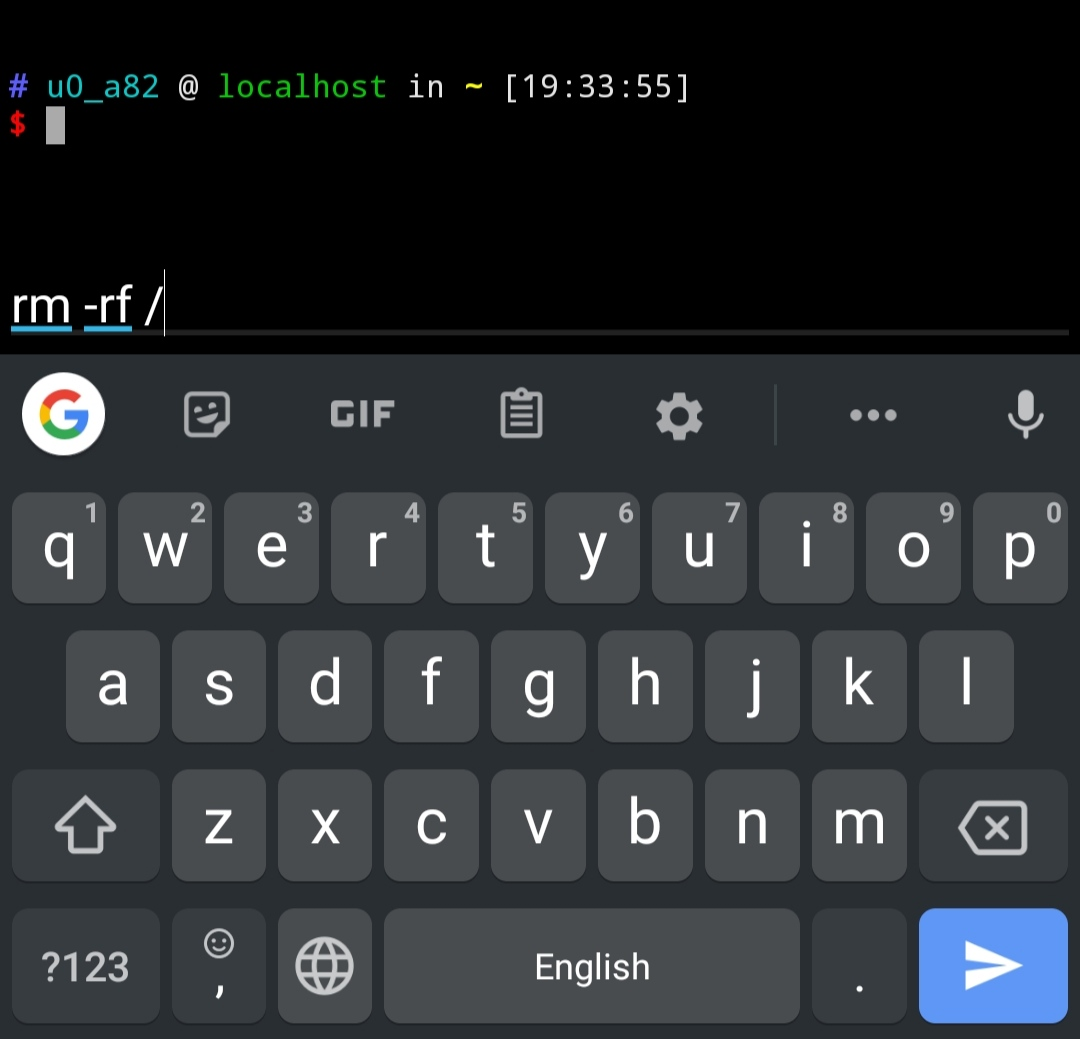 # u0_a82 @ localhost in ~ [19:33:55]
$
rm -rf /
G GIF
q 1 w 2 e 3 r 4 t 5 y 6 u 7 i 8 o 9 p 0
a s d f g h j k l
z x c v b n m
?123 , English .